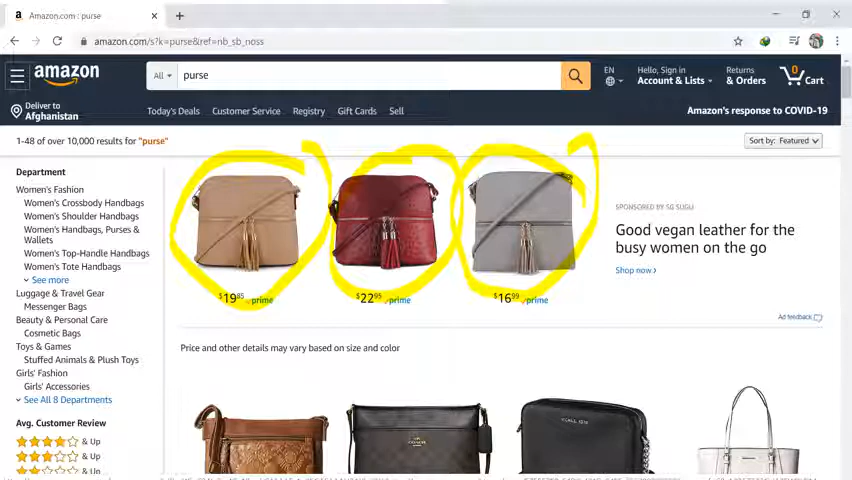 Amazon.com : purse
amazon.com/s?k=purse&ref=nb_sb_noss
amazon
All
purse
EN
Hello, Sign in
Account & Lists
Returns
& Orders
0
Cart
Deliver to
Afghanistan
Today's Deals
Customer Service
Registry
Gift Cards
Sell
Amazon's response to COVID-19
1-48 of over 10,000 results for "purse"
Sort by: Featured
Department
Women's Fashion
Women's Crossbody Handbags
Women's Shoulder Handbags
Women's Handbags, Purses &
Wallets
Women's Top-Handle Handbags
Women's Tote Handbags
See more
Luggage & Travel Gear
Messenger Bags
Beauty & Personal Care
Cosmetic Bags
Toys & Games
Stuffed Animals & Plush Toys
Girls' Fashion
Girls' Accessories
See All 8 Departments
Avg. Customer Review
& Up
& Up
& Up
$1985 prime
$2295 prime
$1699 prime
SPONSORED BY SG SUGU
Good vegan leather for the
busy women on the go
Shop now ›
Ad feedback
Price and other details may vary based on size and color
COACH